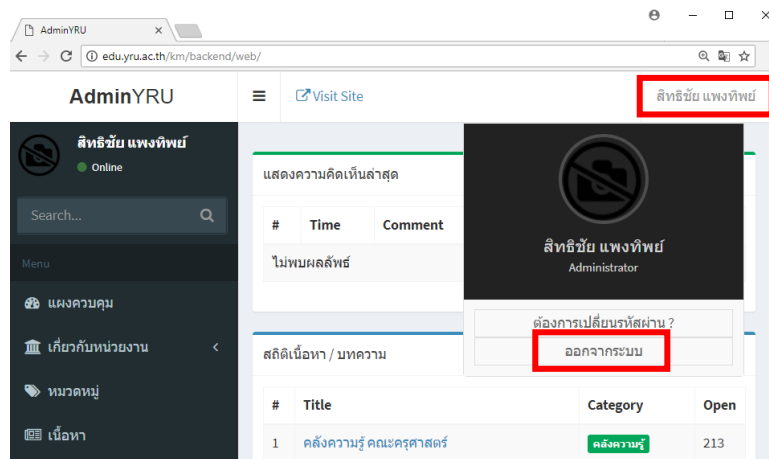 AdminYRU
edu.yru.ac.th/km/backend/web/
AdminYRU
Visit Site
สิทธิชัย แพงทิพย์
สิทธิชัย แพงทิพย์
Online
Search...
Menu
แผงควบคุม
เกี่ยวกับหน่วยงาน
หมวดหมู่
เนื้อหา
แสดงความคิดเห็นล่าสุด
# Time Comment
ไม่พบผลลัพธ์
สิทธิชัย แพงทิพย์
Administrator
ต้องการเปลี่ยนรหัสผ่าน ?
ออกจากระบบ
สถิติเนื้อหา / บทความ
# Title Category Open
1 คลังความรู้ คณะครุศาสตร์ คลังความรู้ 213